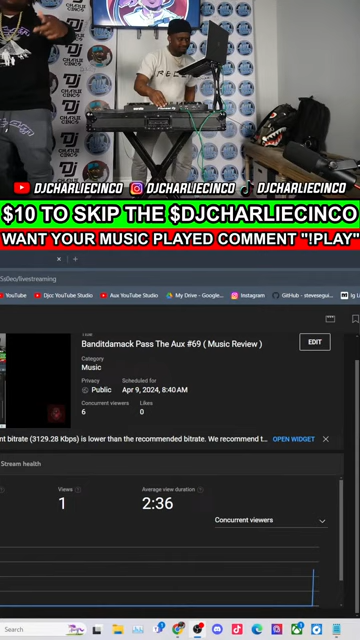 DJCHARLIECINCO DJCHARLIECINCO DJCHARLIECINCO
$10 TO SKIP THE $DJCHARLIECINCO
WANT YOUR MUSIC PLAYED COMMENT "!PLAY"
/livestreaming
YouTube Djcc YouTube Studio Aux YouTube Studio My Drive - Google... Instagram GitHub - stevesegui...
Title
Banditdamack Pass The Aux #69 ( Music Review )
EDIT
Category
Music
Privacy Scheduled for
Public Apr 9, 2024, 8:40 AM
Concurrent viewers Likes
6 0
nt bitrate (3129.28 Kbps) is lower than the recommended bitrate. We recommend t... OPEN WIDGET
Stream health
Views Average view duration
1 2:36
Concurrent viewers
Search